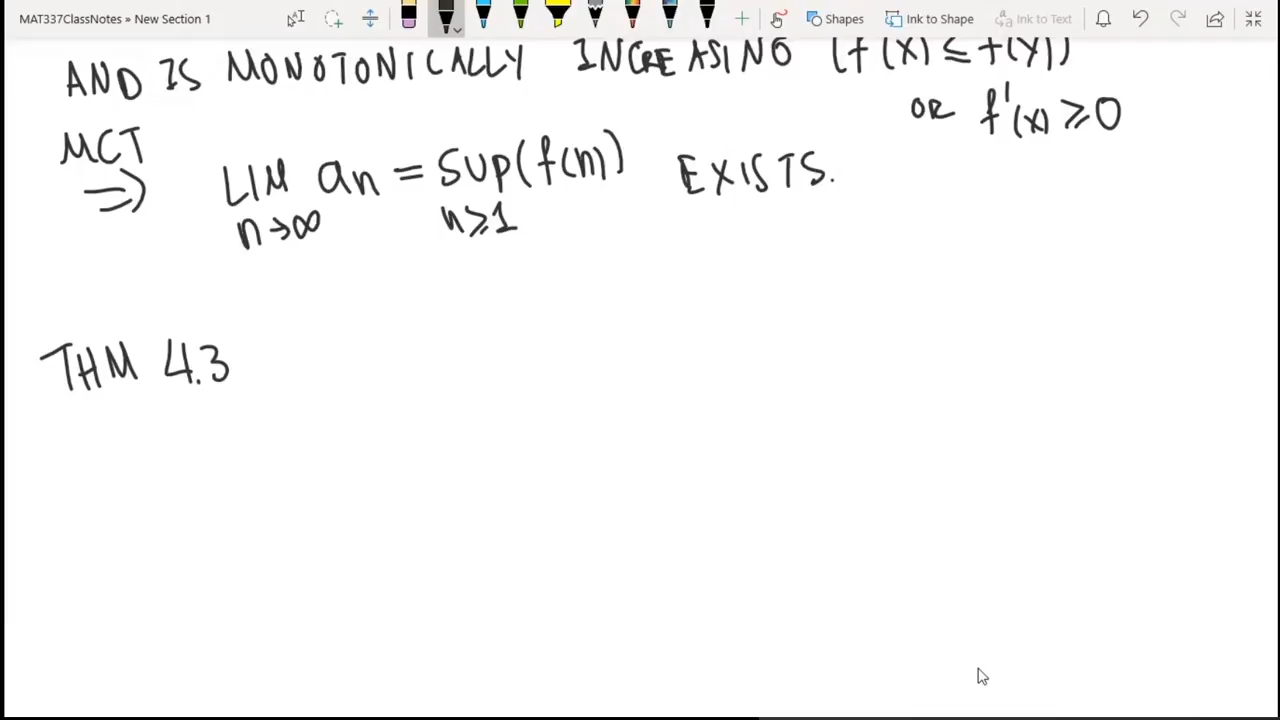 MAT337ClassNotes » New Section 1
Shapes
Ink to Shape
Ink to Text
AND IS MONOTONICALLY INCREASING (f(x) ≤ f(y))
OR f'(x) ⩾ 0
MCT
⇒ LIM an = sup(f(n)) EXISTS.
n→∞ n⩾1
THM 4.3